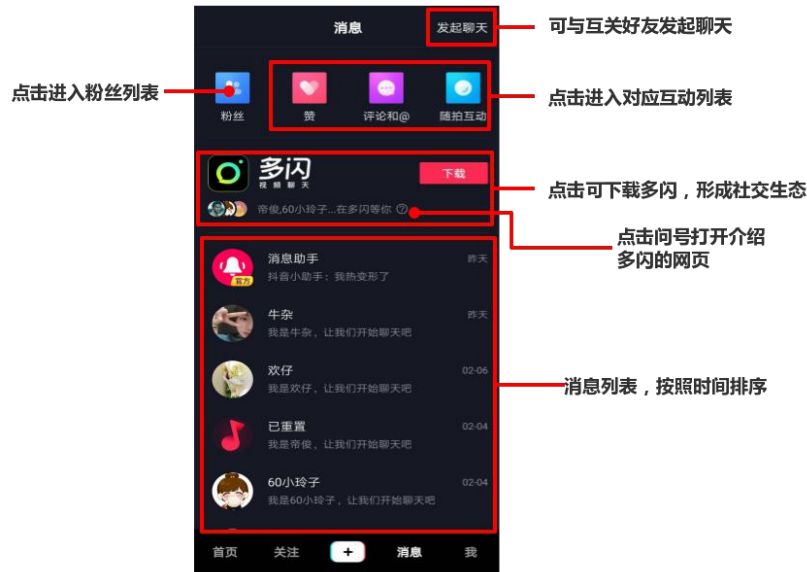 消息
发起聊天
可与互关好友发起聊天
点击进入粉丝列表
粉丝
赞
评论和@
随拍互动
点击进入对应互动列表
多闪
视频聊天
下载
点击可下载多闪，形成社交生态
帝俊,60小玲子...在多闪等你 ?
点击问号打开介绍
多闪的网页
消息助手
昨天
官方
抖音小助手：我热变形了
牛杂
昨天
我是牛杂，让我们开始聊天吧
欢仔
02-06
我是欢仔，让我们开始聊天吧
消息列表，按照时间排序
已重置
02-04
我是帝俊，让我们开始聊天吧
60小玲子
02-04
我是60小玲子，让我们开始聊天吧
首页
关注
+
消息
我